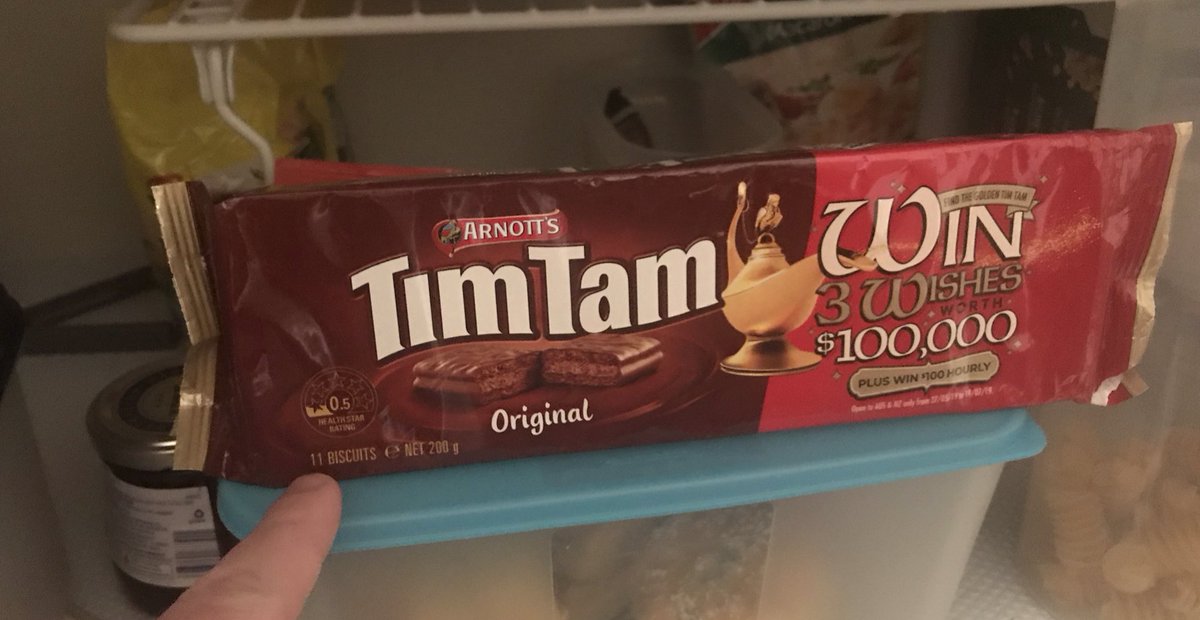 ARNOTT'S
TimTam
Original
0.5
HEALTH STAR
RATING
11 BISCUITS e NET 200 g
FIND THE GOLDEN TIM TAM
WIN
3 WISHES
WORTH
$100,000
PLUS WIN $100 HOURLY